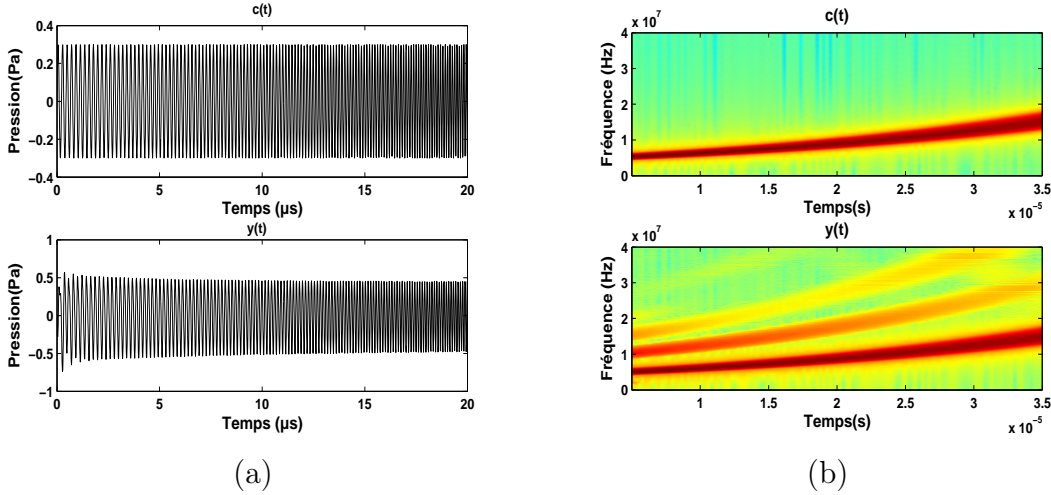 c(t)
Pression(Pa)
0.4
0.2
0
−0.2
−0.4
0 5 10 15 20
Temps (µs)
y(t)
Pression(Pa)
1
0.5
0
−0.5
−1
0 5 10 15 20
Temps (µs)
(a)
x 10^7
c(t)
Fréquence (Hz)
4
3
2
1
0
1 1.5 2 2.5 3 3.5
Temps(s)
x 10^−5
x 10^7
y(t)
Fréquence (Hz)
4
3
2
1
0
1 1.5 2 2.5 3 3.5
Temps(s)
x 10^−5
(b)